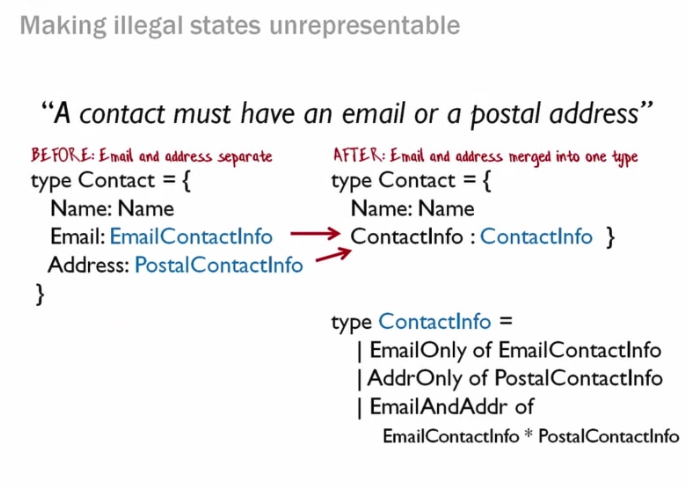 Making illegal states unrepresentable
“A contact must have an email or a postal address”
BEFORE: Email and address separate
type Contact = {
Name: Name
Email: EmailContactInfo
Address: PostalContactInfo
}
AFTER: Email and address merged into one type
type Contact = {
Name: Name
ContactInfo : ContactInfo }
type ContactInfo =
| EmailOnly of EmailContactInfo
| AddrOnly of PostalContactInfo
| EmailAndAddr of
EmailContactInfo * PostalContactInfo